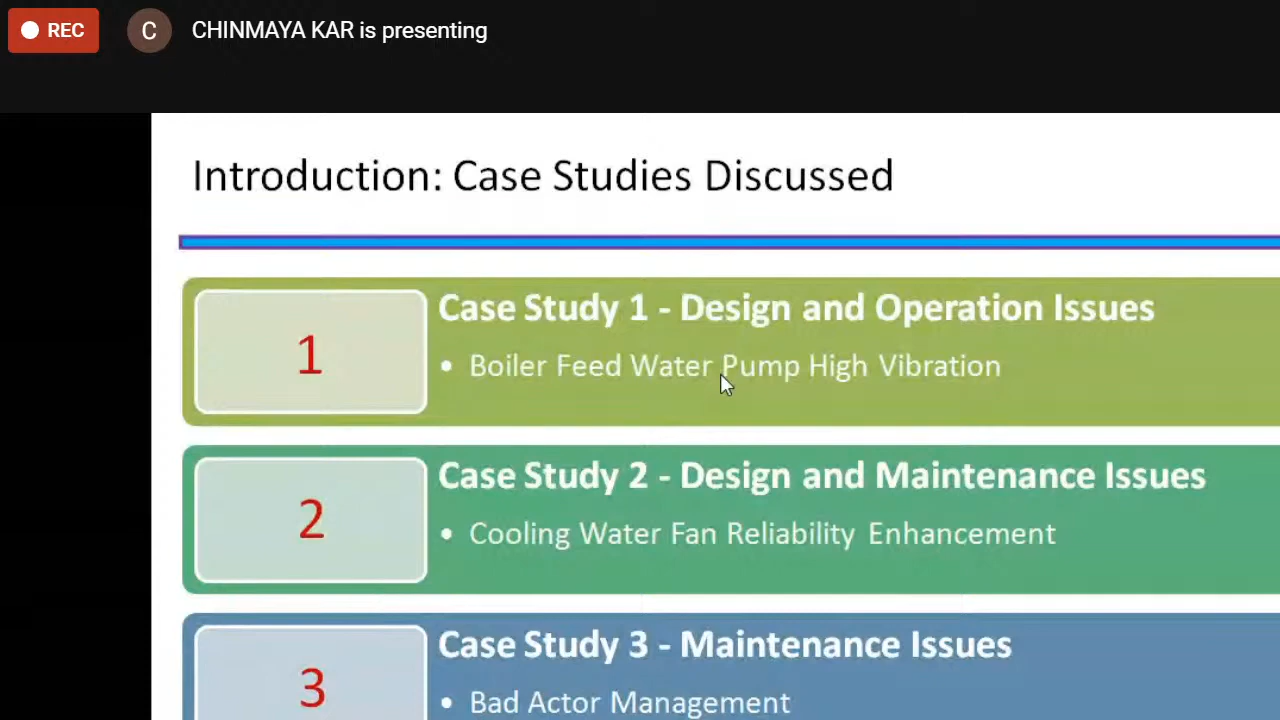 REC
C
CHINMAYA KAR is presenting
Introduction: Case Studies Discussed
1
Case Study 1 - Design and Operation Issues
• Boiler Feed Water Pump High Vibration
2
Case Study 2 - Design and Maintenance Issues
• Cooling Water Fan Reliability Enhancement
3
Case Study 3 - Maintenance Issues
• Bad Actor Management